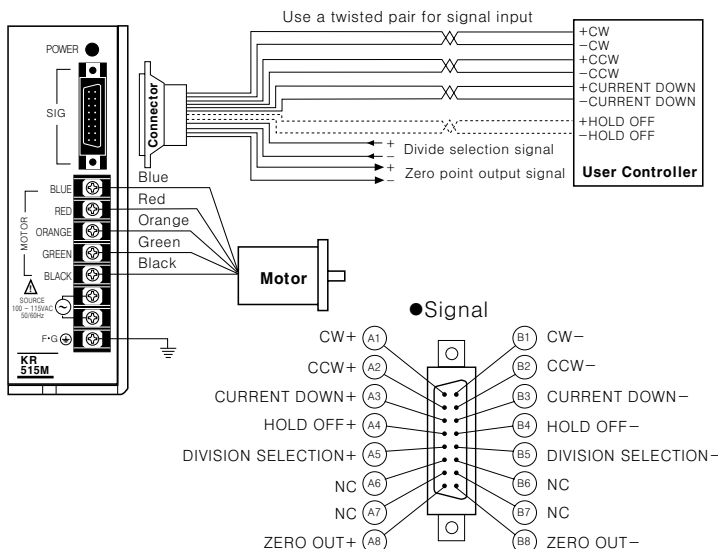 Use a twisted pair for signal input
POWER
SIG
Connector
+CW
−CW
+CCW
−CCW
+CURRENT DOWN
−CURRENT DOWN
+HOLD OFF
−HOLD OFF
User Controller
+ Divide selection signal
−
+ Zero point output signal
−
MOTOR
BLUE
RED
ORANGE
GREEN
BLACK
Blue
Red
Orange
Green
Black
Motor
SOURCE
100 - 115VAC
50/60Hz
F•G
KR
515M
●Signal
CW+ A1 B1 CW−
CCW+ A2 B2 CCW−
CURRENT DOWN+ A3 B3 CURRENT DOWN−
HOLD OFF+ A4 B4 HOLD OFF−
DIVISION SELECTION+ A5 B5 DIVISION SELECTION−
NC A6 B6 NC
NC A7 B7 NC
ZERO OUT+ A8 B8 ZERO OUT−